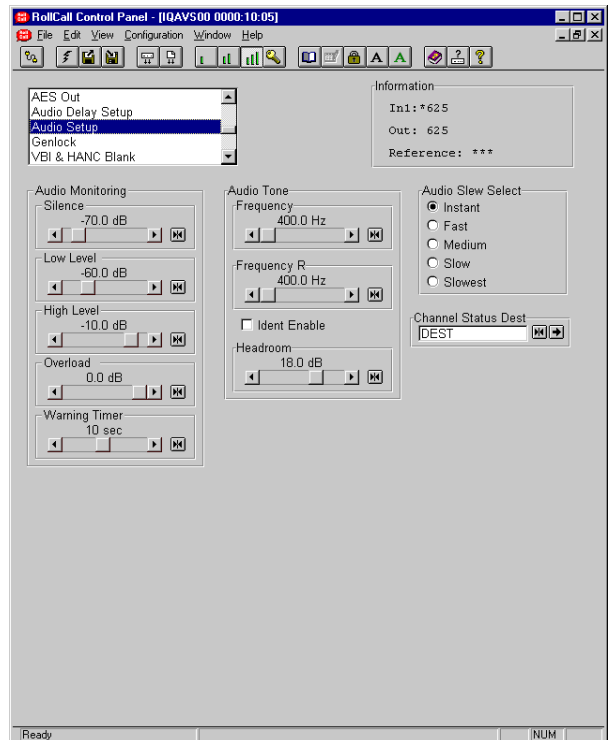 RollCall Control Panel - [IQAVS00 0000:10:05]
File Edit View Configuration Window Help
AES Out
Audio Delay Setup
Audio Setup
Genlock
VBI & HANC Blank
Information
In1:*625
Out: 625
Reference: ***
Audio Monitoring
Silence
-70.0 dB
Low Level
-60.0 dB
High Level
-10.0 dB
Overload
0.0 dB
Warning Timer
10 sec
Audio Tone
Frequency
400.0 Hz
Frequency R
400.0 Hz
Ident Enable
Headroom
18.0 dB
Audio Slew Select
Instant
Fast
Medium
Slow
Slowest
Channel Status Dest
DEST
Ready
NUM